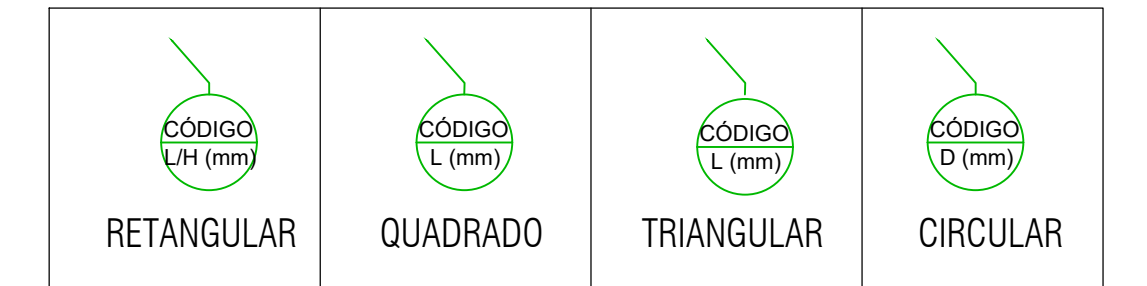 CÓDIGO
L/H (mm)
RETANGULAR
CÓDIGO
L (mm)
QUADRADO
CÓDIGO
L (mm)
TRIANGULAR
CÓDIGO
D (mm)
CIRCULAR